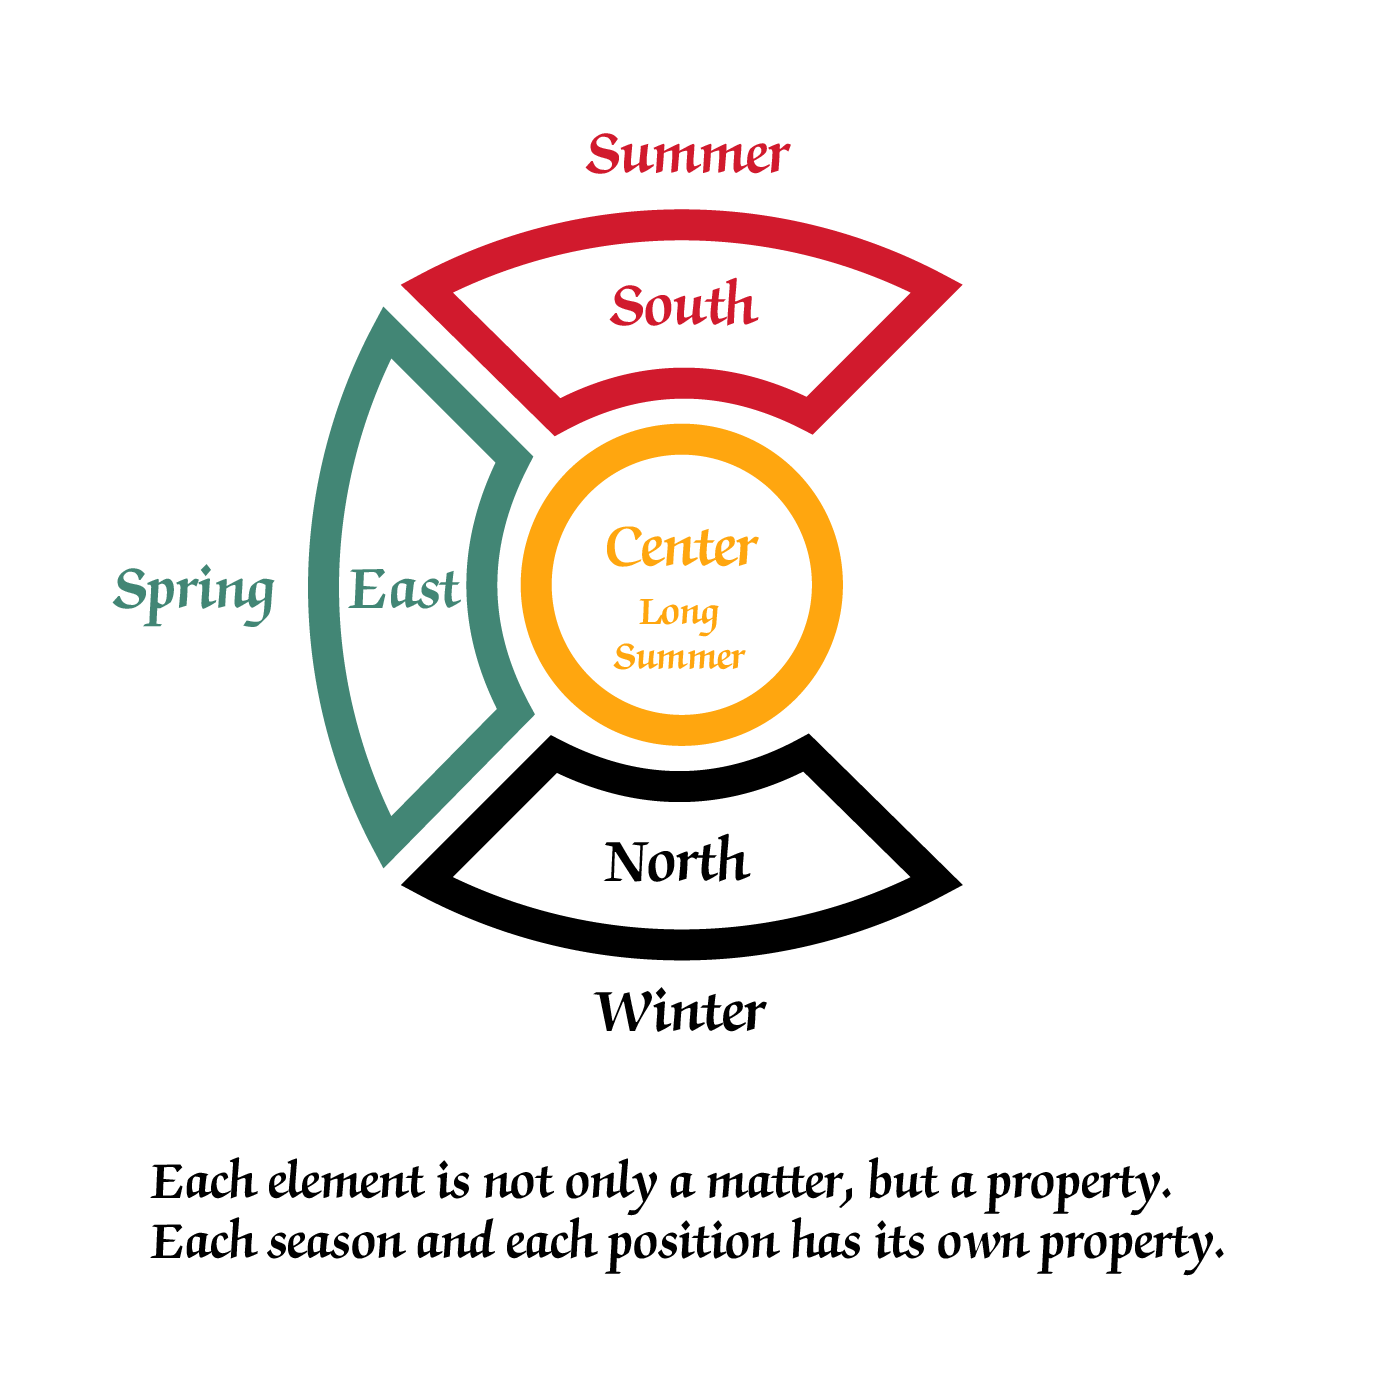 Summer
South
Spring
East
Center
Long
Summer
North
Winter
Each element is not only a matter, but a property.
Each season and each position has its own property.